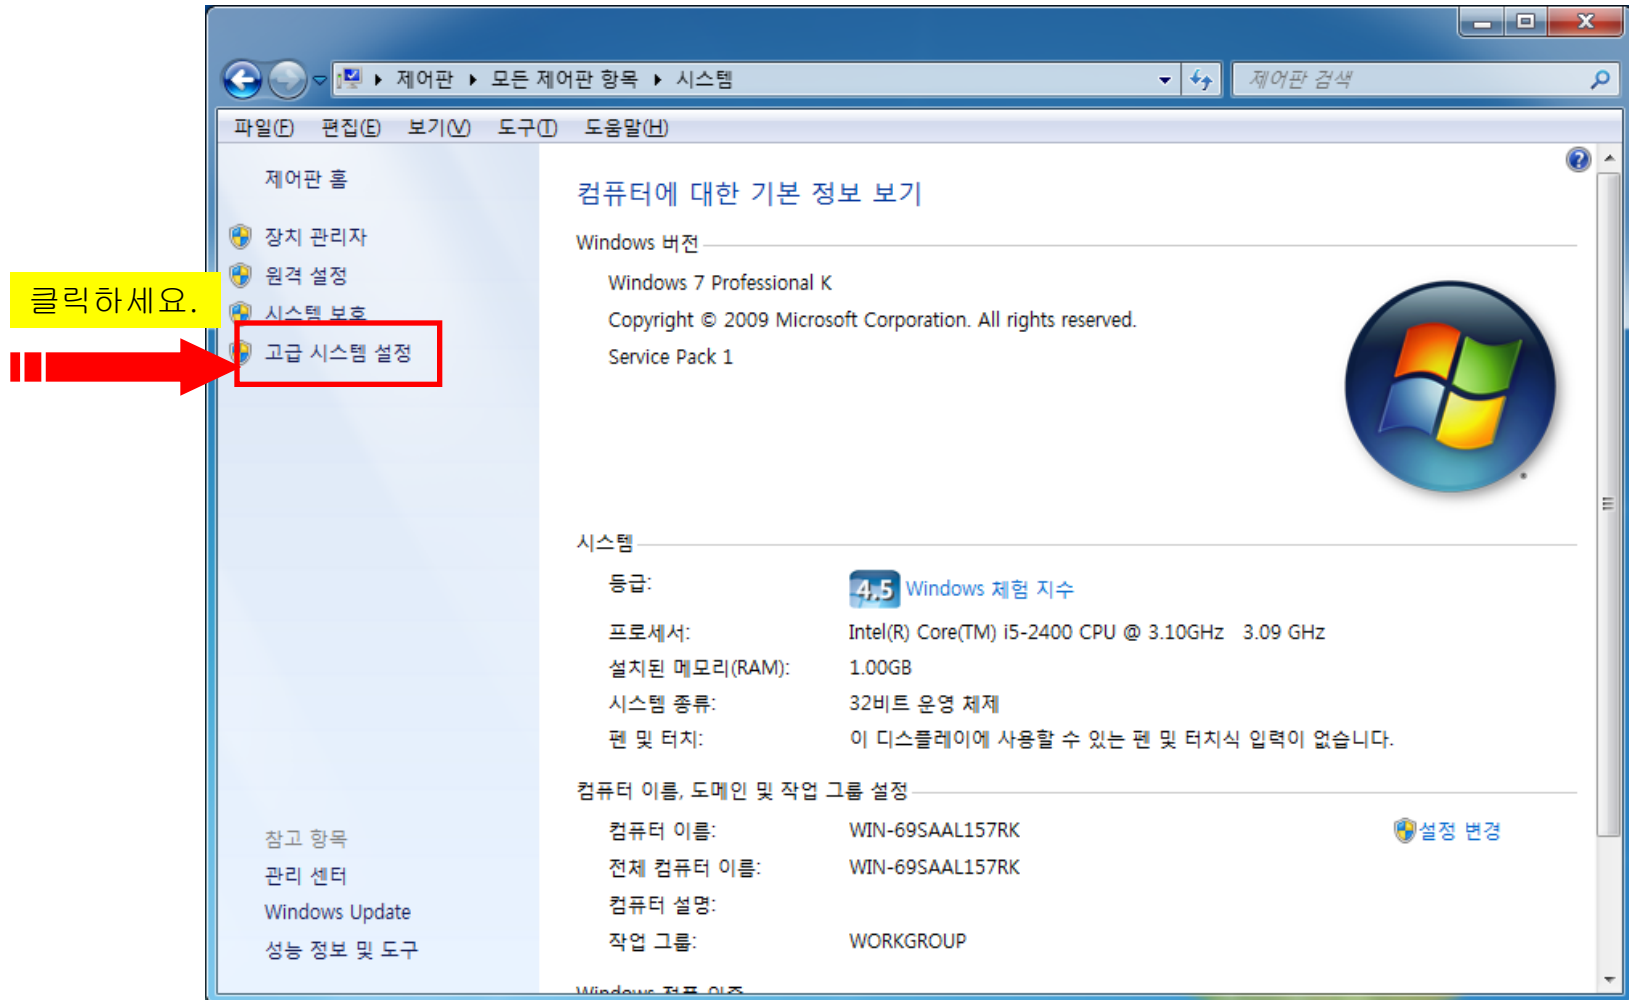 제어판 ▸ 모든 제어판 항목 ▸ 시스템
제어판 검색
파일(F) 편집(E) 보기(V) 도구(T) 도움말(H)
제어판 홈
장치 관리자
원격 설정
시스템 보호
고급 시스템 설정
클릭하세요.
참고 항목
관리 센터
Windows Update
성능 정보 및 도구
컴퓨터에 대한 기본 정보 보기
Windows 버전
Windows 7 Professional K
Copyright © 2009 Microsoft Corporation. All rights reserved.
Service Pack 1
시스템
등급: 4.5 Windows 체험 지수
프로세서: Intel(R) Core(TM) i5-2400 CPU @ 3.10GHz 3.09 GHz
설치된 메모리(RAM): 1.00GB
시스템 종류: 32비트 운영 체제
펜 및 터치: 이 디스플레이에 사용할 수 있는 펜 및 터치식 입력이 없습니다.
컴퓨터 이름, 도메인 및 작업 그룹 설정
컴퓨터 이름: WIN-69SAAL157RK 설정 변경
전체 컴퓨터 이름: WIN-69SAAL157RK
컴퓨터 설명:
작업 그룹: WORKGROUP
Windows 정품 인증